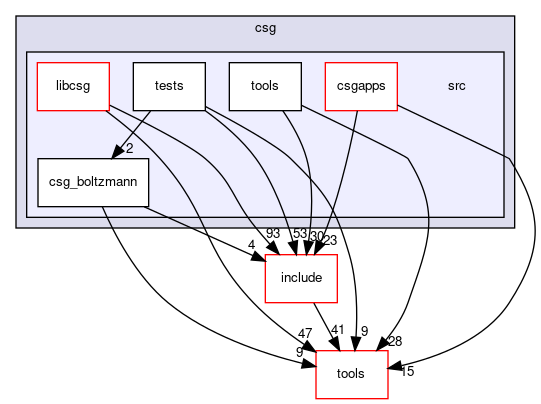 csg
libcsg
tests
tools
csgapps
src
2
csg_boltzmann
4
93
53
30
23
include
47
9
41
9
28
15
tools